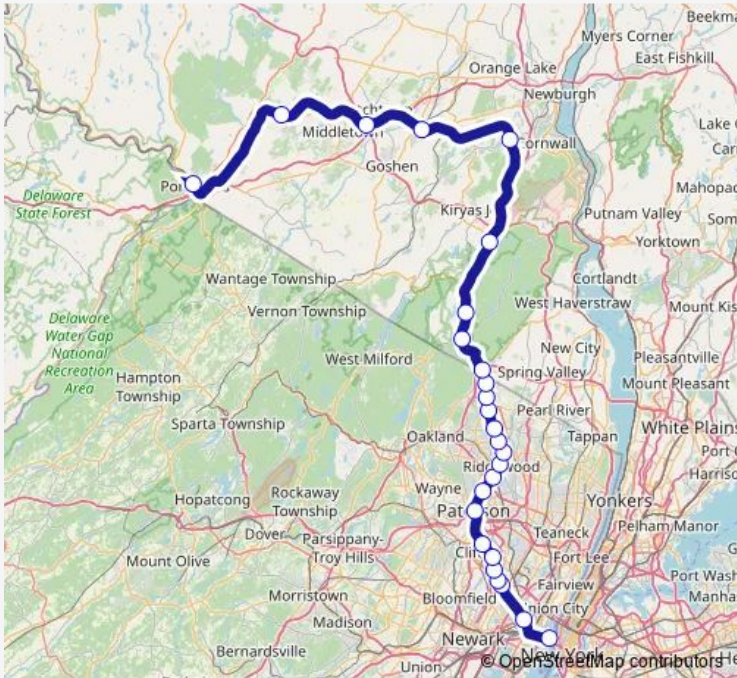 Beekma
Myers Corner
East Fishkill
Orange Lake
Newburgh
Middletown
Cornwall
Lake C
Car
Goshen
Delaware
State Forest
Kiryas J
Putnam Valley
Mahopac
Som
Yorktown
Wantage Township
Cortlandt
Vernon Township
West Haverstraw
Mount Kis
Delaware
Water Gap
National
Recreation
Area
West Milford
New City
Pleasantville
Spring Valley
Mount Pleasant
Hampton
Township
Pearl River
Sparta Township
Oakland
Tappan
White Plains
Port C
Harriso
Wayne
Hopatcong
Rockaway
Township
Yonkers
Dover
Parsippany-
Troy Hills
Teaneck
Pelham Manor
Mount Olive
Fort Lee
Port Wash
Fairview
Manha
Bloomfield
Union City
Morristown
Madison
Newark
Bernardsville
Union
New York
He
© OpenStreetMap contributors